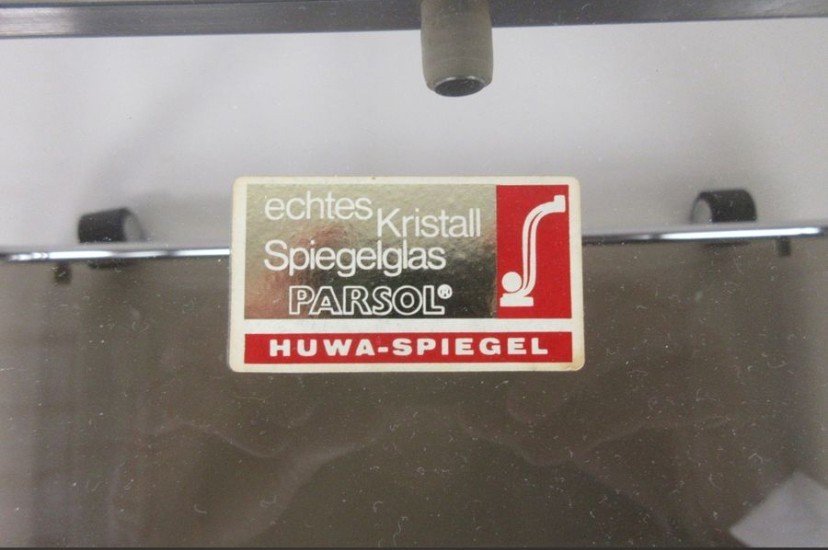 echtes Kristall
Spiegelglas
PARSOL®
HUWA-SPIEGEL